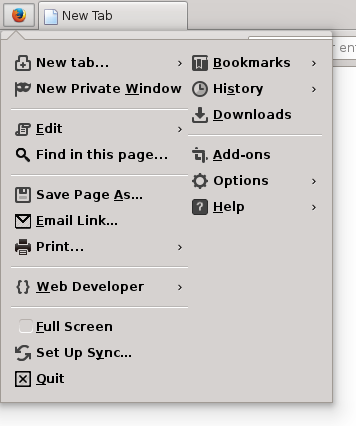 New Tab
en
New tab...
New Private Window
Edit
Find in this page...
Save Page As...
Email Link...
Print...
Web Developer
Full Screen
Set Up Sync...
Quit
Bookmarks
History
Downloads
Add-ons
Options
Help